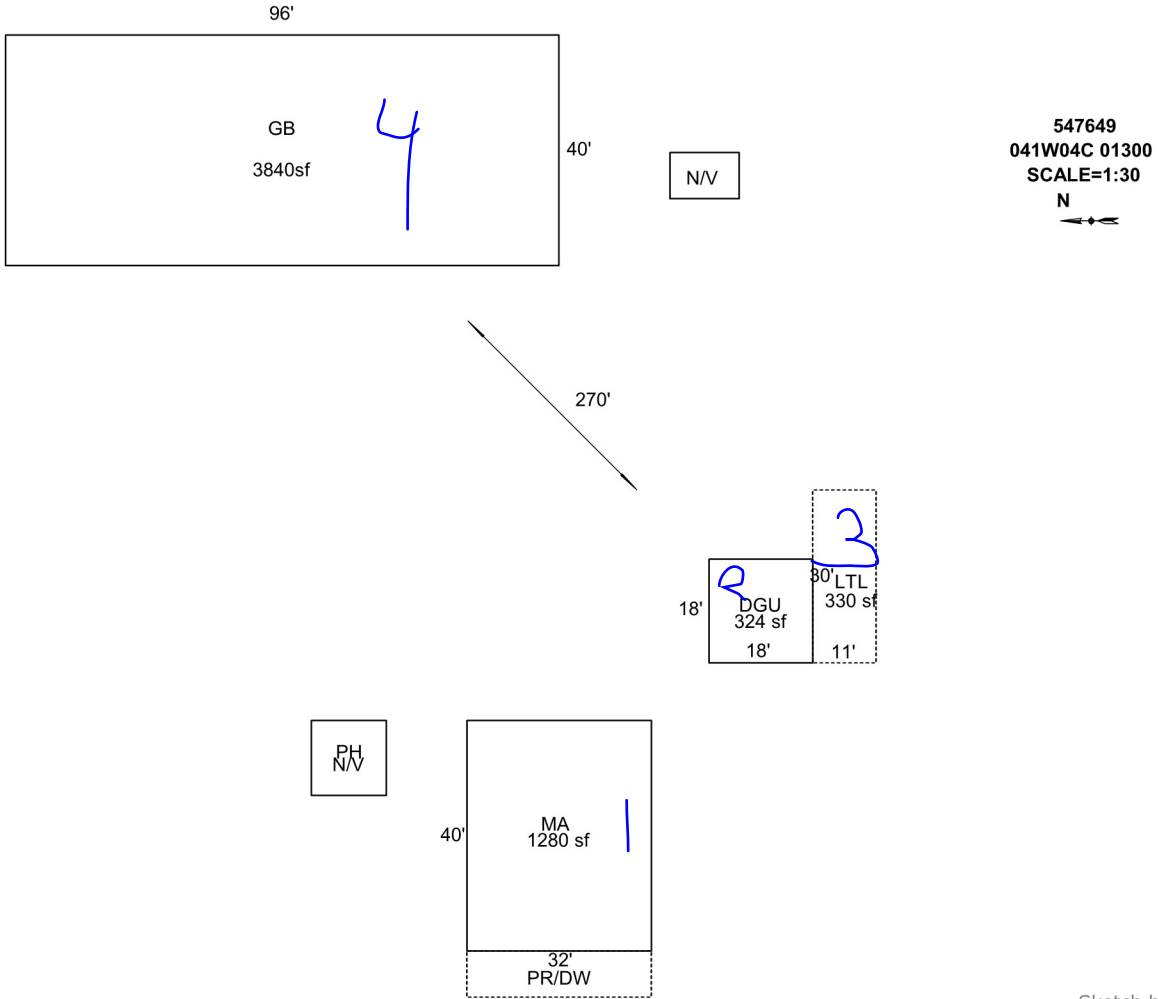 96'
GB
3840sf
4
40'
N/V
547649
041W04C 01300
SCALE=1:30
N
270'
3
30'
LTL
330 sf
11'
2
18'
DGU
324 sf
18'
PH
N/V
40'
MA
1280 sf
1
32'
PR/DW